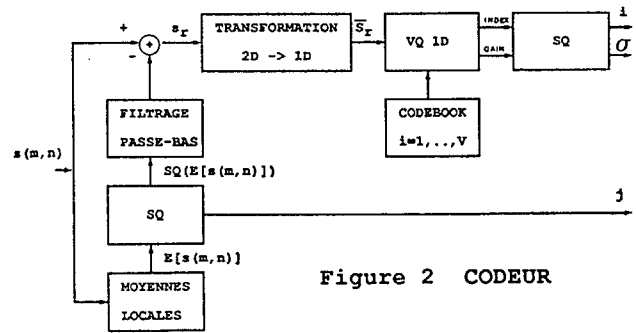 i
INDEX
+
s_r
TRANSFORMATION
2D -> 1D
S̅_r
VQ 1D
GAIN
SQ
σ
-
FILTRAGE
PASSE-BAS
CODEBOOK
i=1,..,V
s(m,n)
SQ(E[s(m,n)])
SQ
j
E[s(m,n)]
MOYENNES
LOCALES
Figure 2 CODEUR